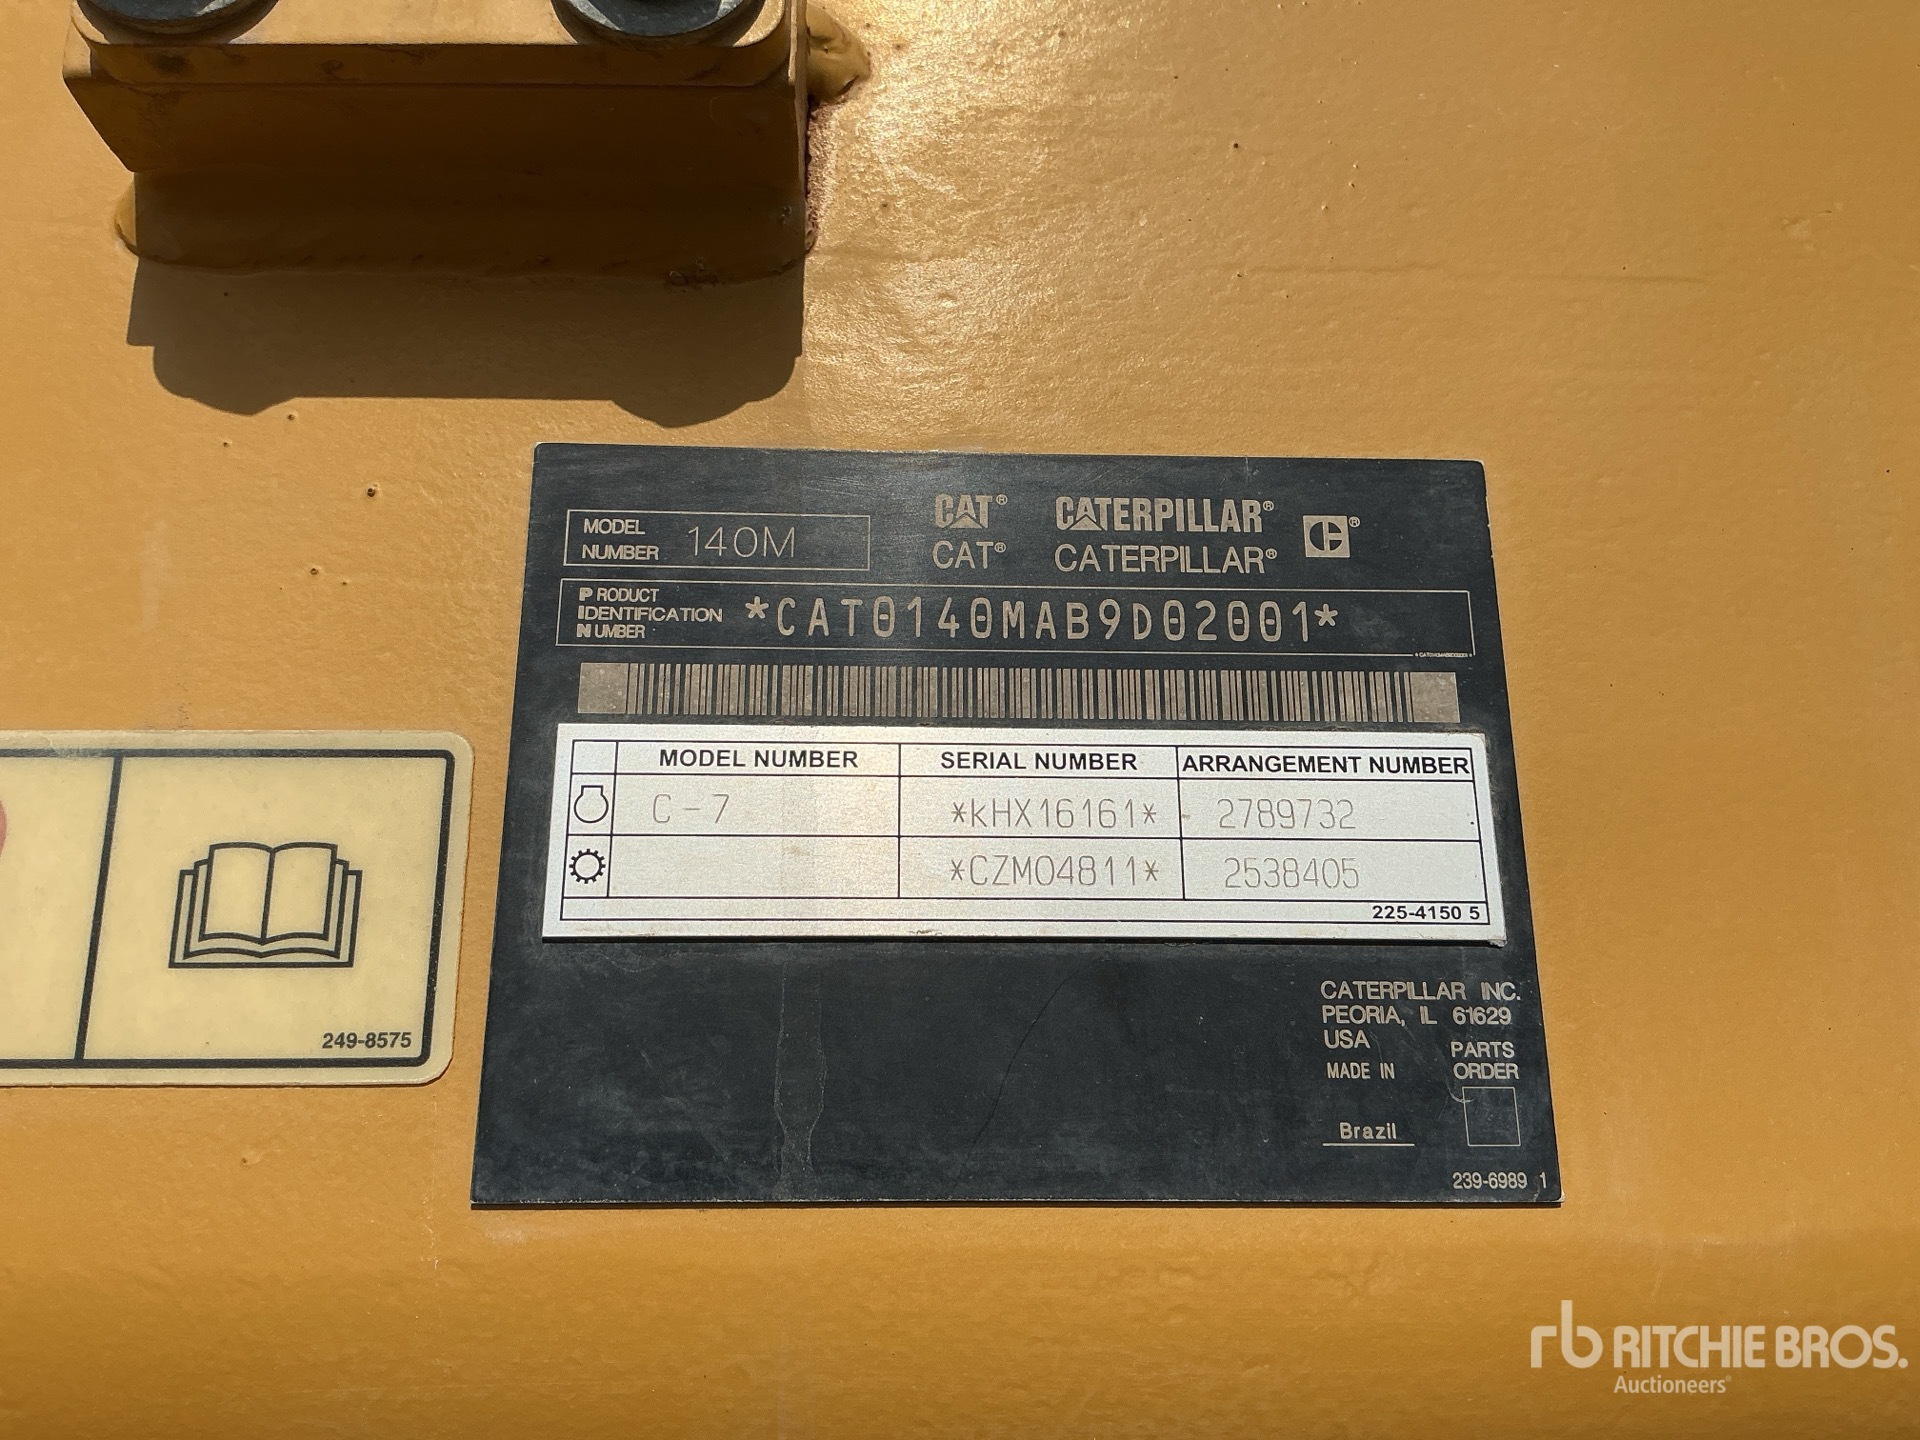 MODEL NUMBER 140M
CAT® CATERPILLAR® C®
CAT® CATERPILLAR®
PRODUCT IDENTIFICATION NUMBER *CAT0140MAB9D02001*
MODEL NUMBER SERIAL NUMBER ARRANGEMENT NUMBER
C-7 *KHX16161* 2789732
*CZM04811* 2538405
225-4150 5
249-8575
CATERPILLAR INC.
PEORIA, IL 61629
USA
MADE IN
Brazil
PARTS
ORDER
239-6989 1
rb RITCHIE BROS.
Auctioneers